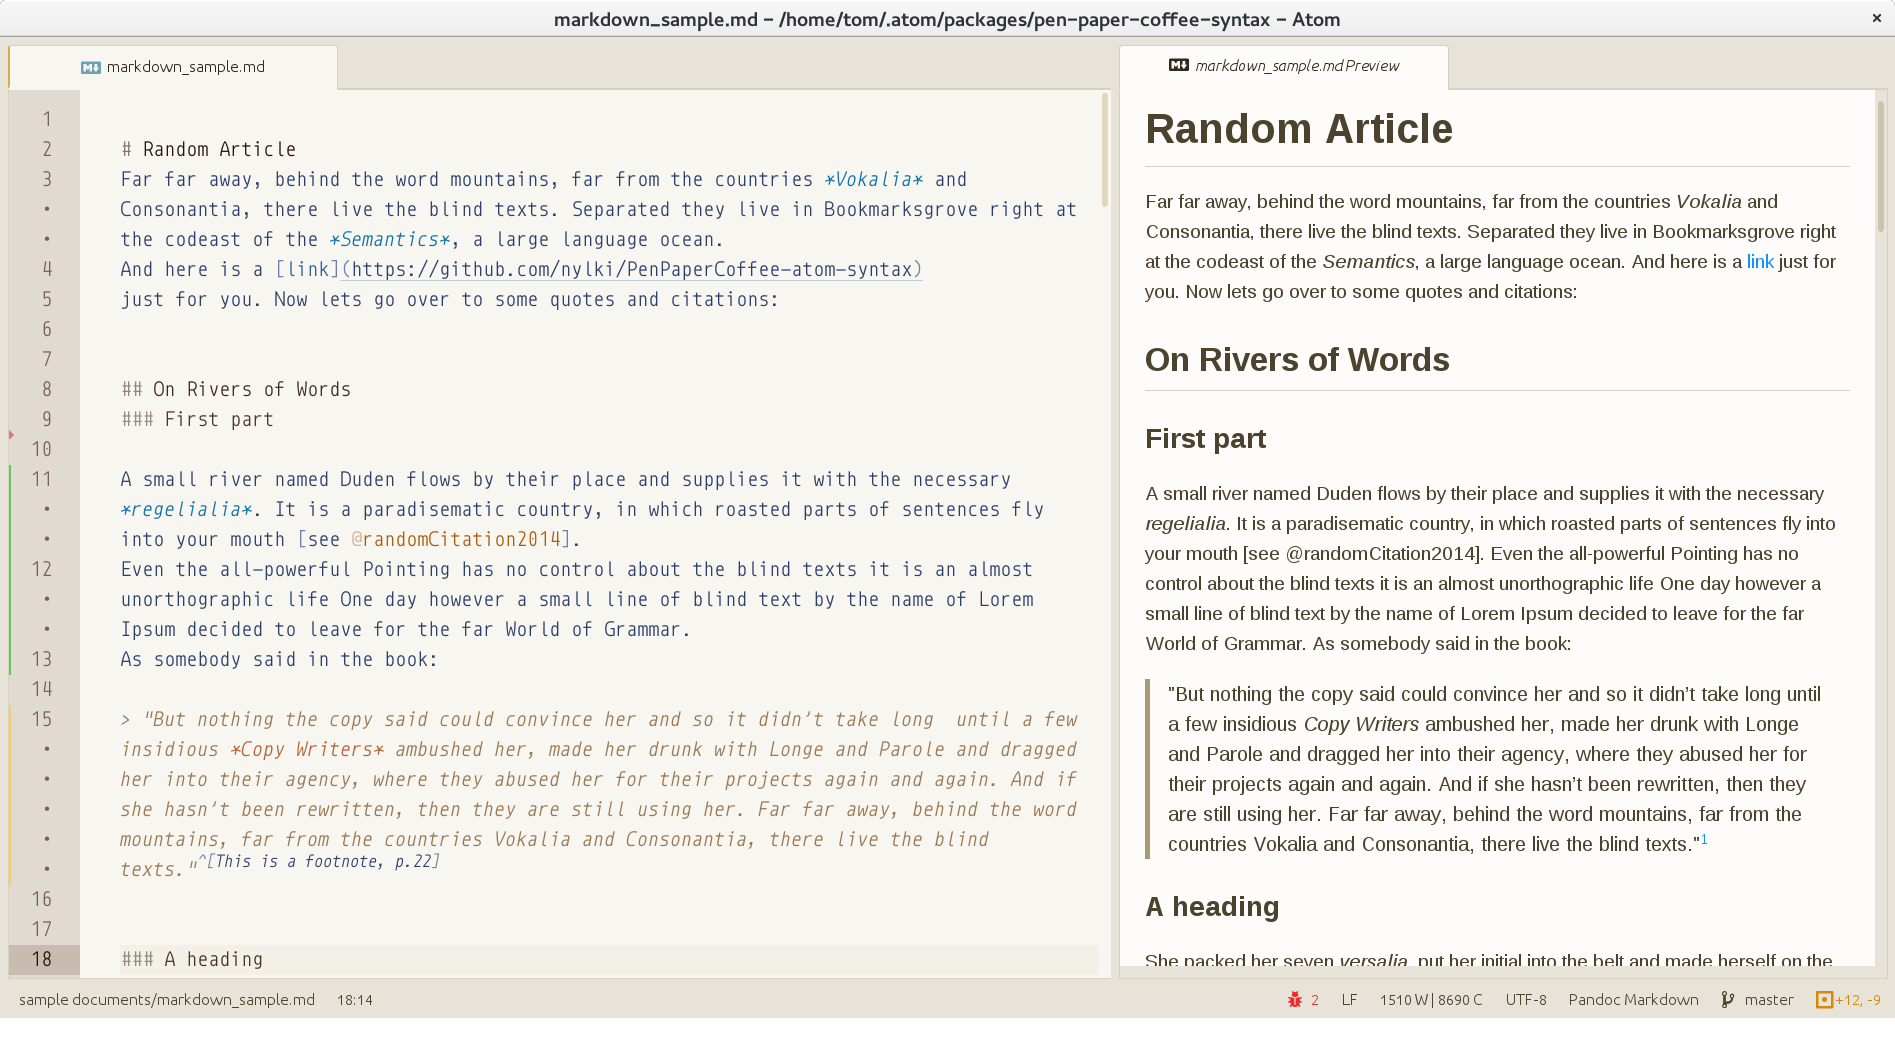 markdown_sample.md – /home/tom/.atom/packages/pen-paper-coffee-syntax – Atom ×
markdown_sample.md
1
2 # Random Article
3 Far far away, behind the word mountains, far from the countries *Vokalia* and
• Consonantia, there live the blind texts. Separated they live in Bookmarksgrove right at
• the codeast of the *Semantics*, a large language ocean.
4 And here is a [link](https://github.com/nylki/PenPaperCoffee-atom-syntax)
5 just for you. Now lets go over to some quotes and citations:
6
7
8 ## On Rivers of Words
9 ### First part
10
11 A small river named Duden flows by their place and supplies it with the necessary
• *regelialia*. It is a paradisematic country, in which roasted parts of sentences fly
• into your mouth [see @randomCitation2014].
12 Even the all-powerful Pointing has no control about the blind texts it is an almost
• unorthographic life One day however a small line of blind text by the name of Lorem
• Ipsum decided to leave for the far World of Grammar.
13 As somebody said in the book:
14
15 > "But nothing the copy said could convince her and so it didn't take long  until a few
• insidious *Copy Writers* ambushed her, made her drunk with Longe and Parole and dragged
• her into their agency, where they abused her for their projects again and again. And if
• she hasn't been rewritten, then they are still using her. Far far away, behind the word
• mountains, far from the countries Vokalia and Consonantia, there live the blind
• texts."^[This is a footnote, p.22]
16
17
18 ### A heading
markdown_sample.md Preview
Random Article
Far far away, behind the word mountains, far from the countries Vokalia and
Consonantia, there live the blind texts. Separated they live in Bookmarksgrove right
at the codeast of the Semantics, a large language ocean. And here is a link just for
you. Now lets go over to some quotes and citations:
On Rivers of Words
First part
A small river named Duden flows by their place and supplies it with the necessary
regelialia. It is a paradisematic country, in which roasted parts of sentences fly into
your mouth [see @randomCitation2014]. Even the all-powerful Pointing has no
control about the blind texts it is an almost unorthographic life One day however a
small line of blind text by the name of Lorem Ipsum decided to leave for the far
World of Grammar. As somebody said in the book:
"But nothing the copy said could convince her and so it didn’t take long until
a few insidious Copy Writers ambushed her, made her drunk with Longe
and Parole and dragged her into their agency, where they abused her for
their projects again and again. And if she hasn’t been rewritten, then they
are still using her. Far far away, behind the word mountains, far from the
countries Vokalia and Consonantia, there live the blind texts."1
A heading
She packed her seven versalia, put her initial into the belt and made herself on the
sample documents/markdown_sample.md 18:14 2 LF 1510 W | 8690 C UTF-8 Pandoc Markdown master +12, -9